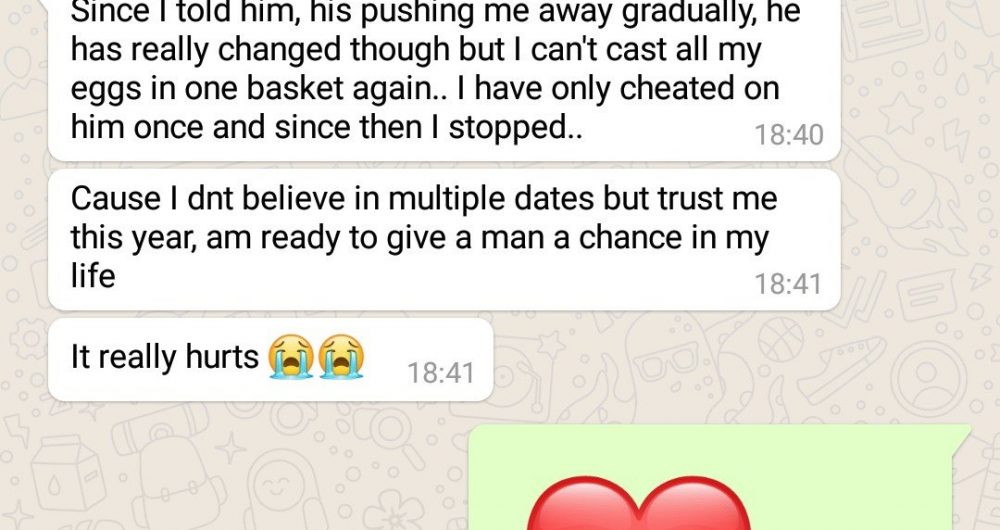 Since I told him, his pushing me away gradually, he
has really changed though but I can't cast all my
eggs in one basket again.. I have only cheated on
him once and since then I stopped..
18:40
Cause I dnt believe in multiple dates but trust me
this year, am ready to give a man a chance in my
life
18:41
It really hurts 😭😭
18:41